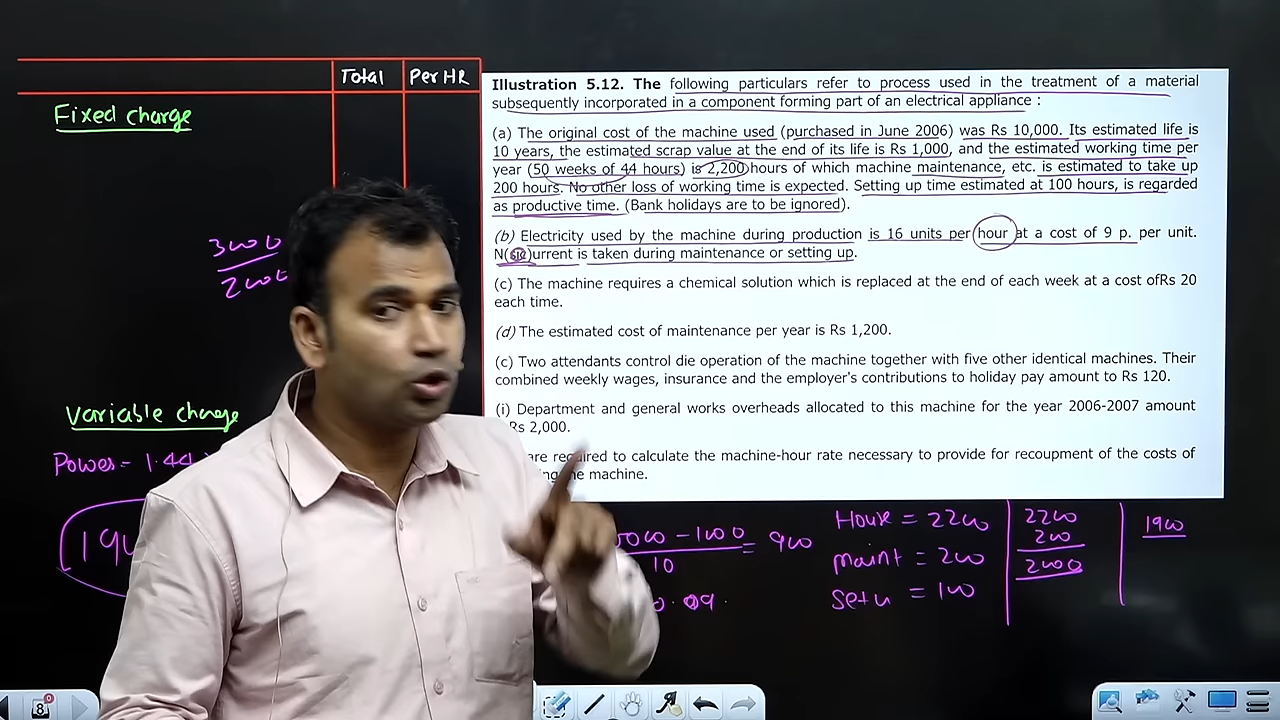 Total
Per HR
Fixed charge
3000
2000
Variable charge
Power = 1.44
Illustration 5.12. The following particulars refer to process used in the treatment of a material
subsequently incorporated in a component forming part of an electrical appliance :
(a) The original cost of the machine used (purchased in June 2006) was Rs 10,000. Its estimated life is
10 years, the estimated scrap value at the end of its life is Rs 1,000, and the estimated working time per
year (50 weeks of 44 hours) is 2,200 hours of which machine maintenance, etc. is estimated to take up
200 hours. No other loss of working time is expected. Setting up time estimated at 100 hours, is regarded
as productive time. (Bank holidays are to be ignored).
(b) Electricity used by the machine during production is 16 units per hour at a cost of 9 p. per unit.
N(sic)urrent is taken during maintenance or setting up.
(c) The machine requires a chemical solution which is replaced at the end of each week at a cost ofRs 20
each time.
(d) The estimated cost of maintenance per year is Rs 1,200.
(c) Two attendants control die operation of the machine together with five other identical machines. Their
combined weekly wages, insurance and the employer's contributions to holiday pay amount to Rs 120.
(i) Department and general works overheads allocated to this machine for the year 2006-2007 amount
Rs 2,000.
are required to calculate the machine-hour rate necessary to provide for recoupment of the costs of
machine.
= 900
10
0.09
House = 2200
maint = 200
setu = 100
2200
200
2000
1900
8